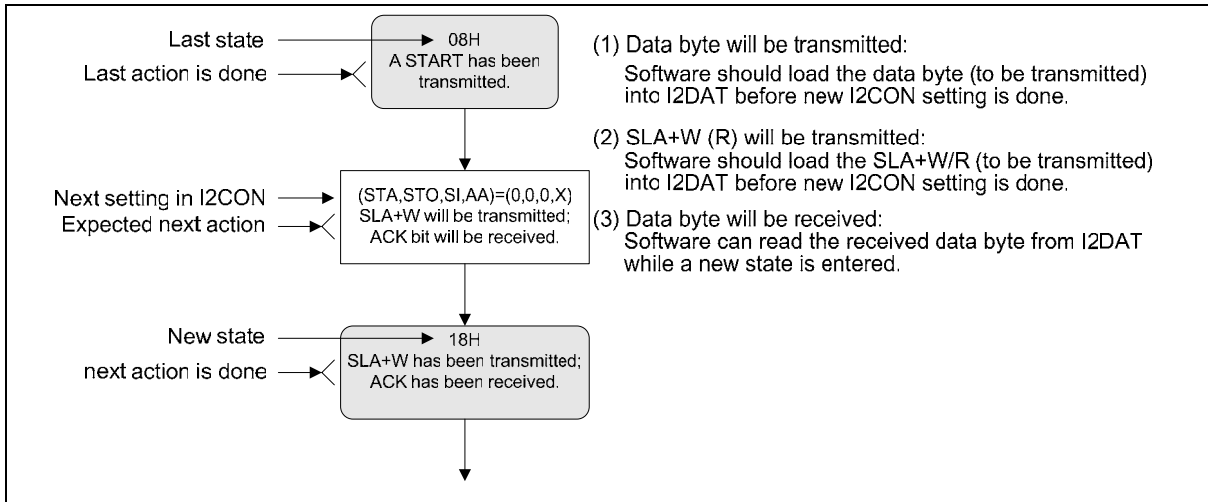 Last state
08H
Last action is done
A START has been
transmitted.
Next setting in I2CON
(STA,STO,SI,AA)=(0,0,0,X)
Expected next action
SLA+W will be transmitted;
ACK bit will be received.
New state
18H
next action is done
SLA+W has been transmitted;
ACK has been received.
(1) Data byte will be transmitted:
Software should load the data byte (to be transmitted)
into I2DAT before new I2CON setting is done.
(2) SLA+W (R) will be transmitted:
Software should load the SLA+W/R (to be transmitted)
into I2DAT before new I2CON setting is done.
(3) Data byte will be received:
Software can read the received data byte from I2DAT
while a new state is entered.